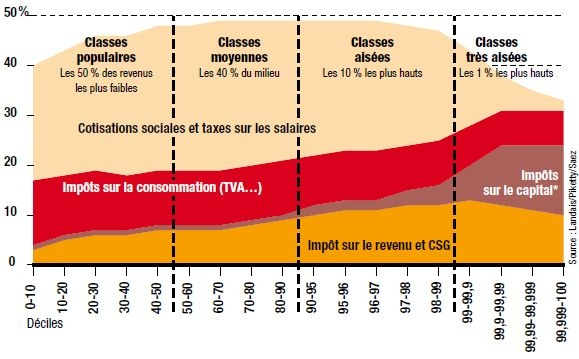 50 %
40
30
20
10
0
Classes
populaires
Les 50 % des revenus
les plus faibles
Classes
moyennes
Les 40 % du milieu
Classes
aisées
Les 10 % les plus hauts
Classes
très aisées
Les 1 % les plus hauts
Cotisations sociales et taxes sur les salaires
Impôts sur la consommation (TVA…)
Impôts
sur le capital*
Impôt sur le revenu et CSG
0-10
10-20
20-30
30-40
40-50
50-60
60-70
70-80
80-90
90-95
95-96
96-97
97-98
98-99
99-99,9
99,9-99,99
99,99-99,999
99,999-100
Déciles
Source : Landais/Piketty/Saez